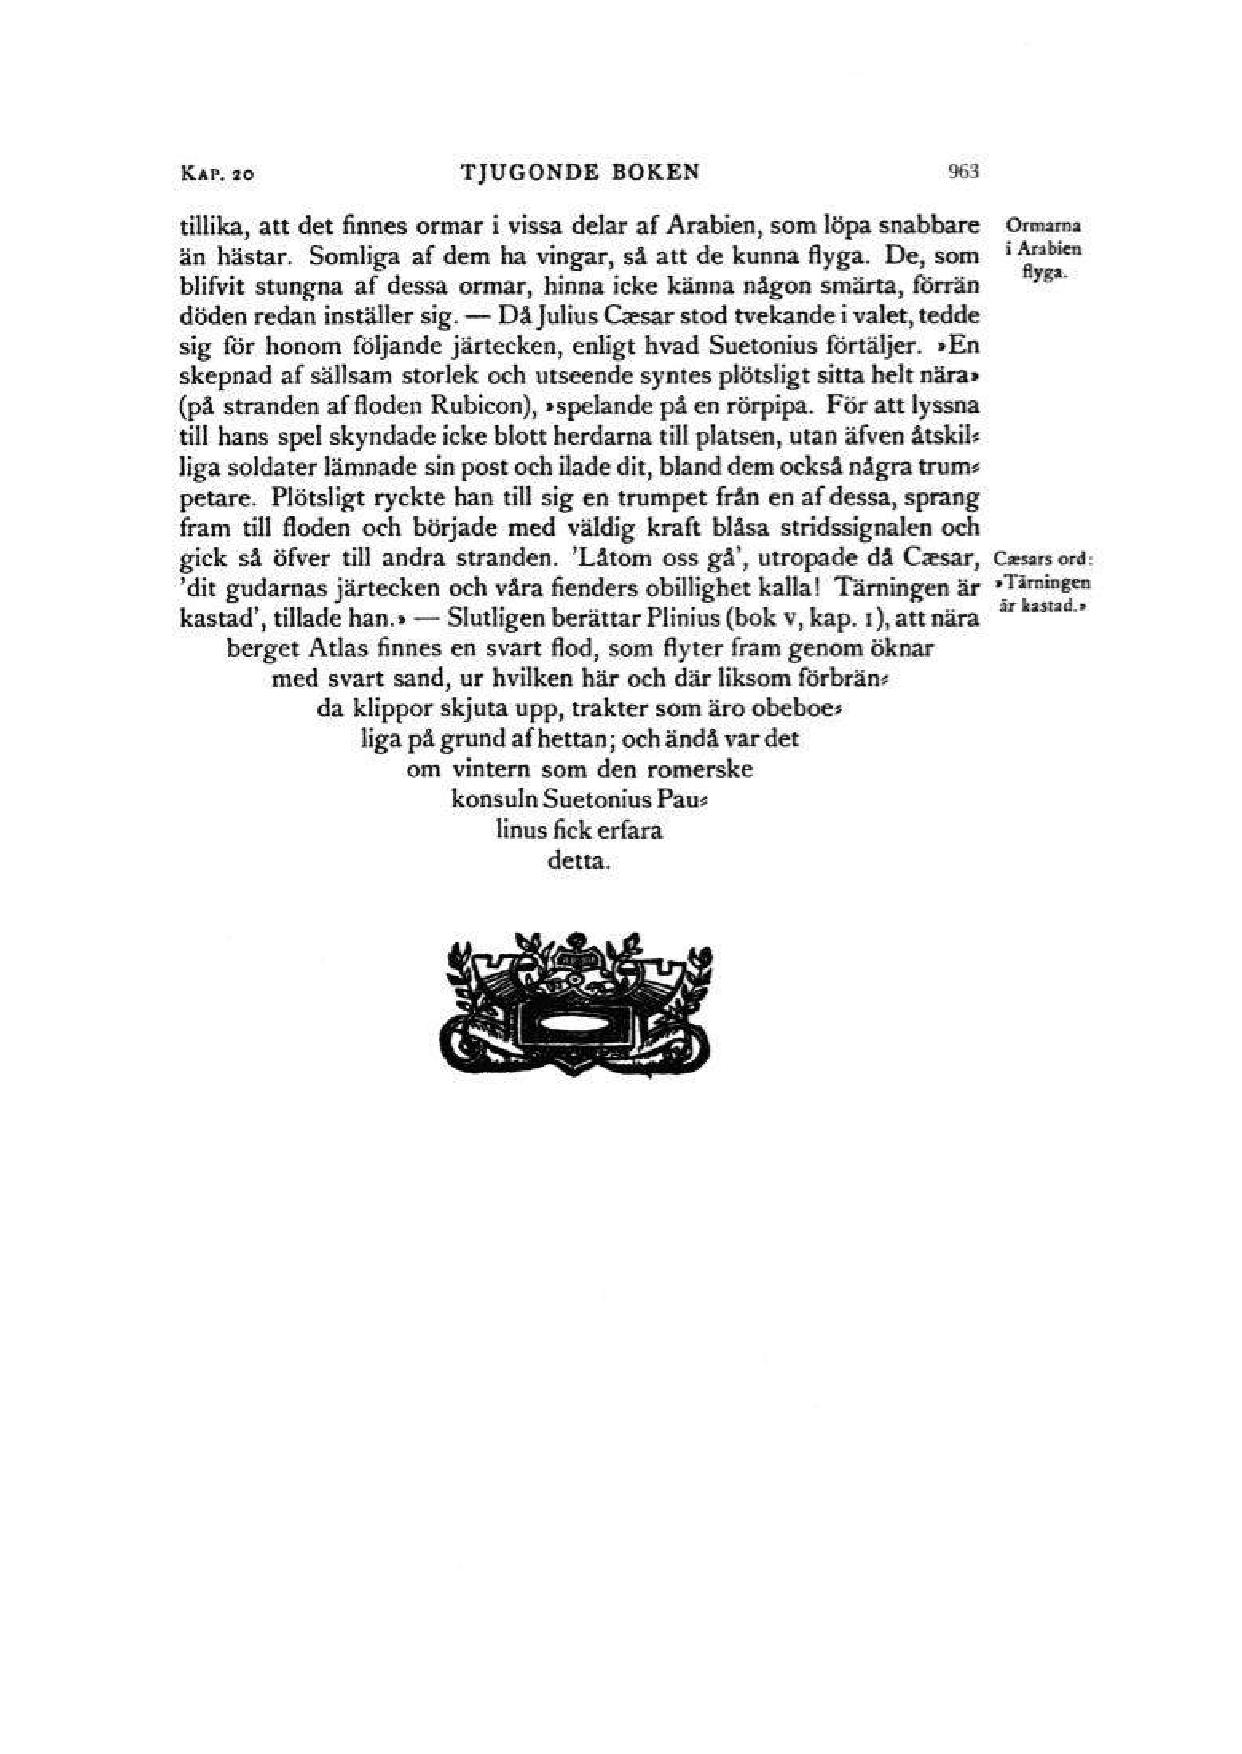 KAP. 20 TJUGONDE BOKEN 963
tillika, att det finnes ormar i vissa delar af Arabien, som löpa snabbare
än hästar. Somliga af dem ha vingar, så att de kunna flyga. De, som
blifvit stungna af dessa ormar, hinna icke känna någon smärta, förrän
döden redan inställer sig. — Då Julius Cæsar stod tvekande i valet, tedde
sig för honom följande järtecken, enligt hvad Suetonius förtäljer. »En
skepnad af sällsam storlek och utseende syntes plötsligt sitta helt nära»
(på stranden af floden Rubicon), »spelande på en rörpipa. För att lyssna
till hans spel skyndade icke blott herdarna till platsen, utan äfven åtskil-
liga soldater lämnade sin post och ilade dit, bland dem också några trum-
petare. Plötsligt ryckte han till sig en trumpet från en af dessa, sprang
fram till floden och började med väldig kraft blåsa stridssignalen och
gick så öfver till andra stranden. 'Låtom oss gå', utropade då Cæsar,
'dit gudarnas järtecken och våra fienders obillighet kalla! Tärningen är
kastad', tillade han.» — Slutligen berättar Plinius (bok V, kap. 1), att nära
berget Atlas finnes en svart flod, som flyter fram genom öknar
med svart sand, ur hvilken här och där liksom förbrän-
da klippor skjuta upp, trakter som äro obeboe-
liga på grund af hettan; och ändå var det
om vintern som den romerske
konsuln Suetonius Pau-
linus fick erfara
detta.
Ormarna
i Arabien
flyga.
Cæsars ord:
»Tärningen
är kastad.»